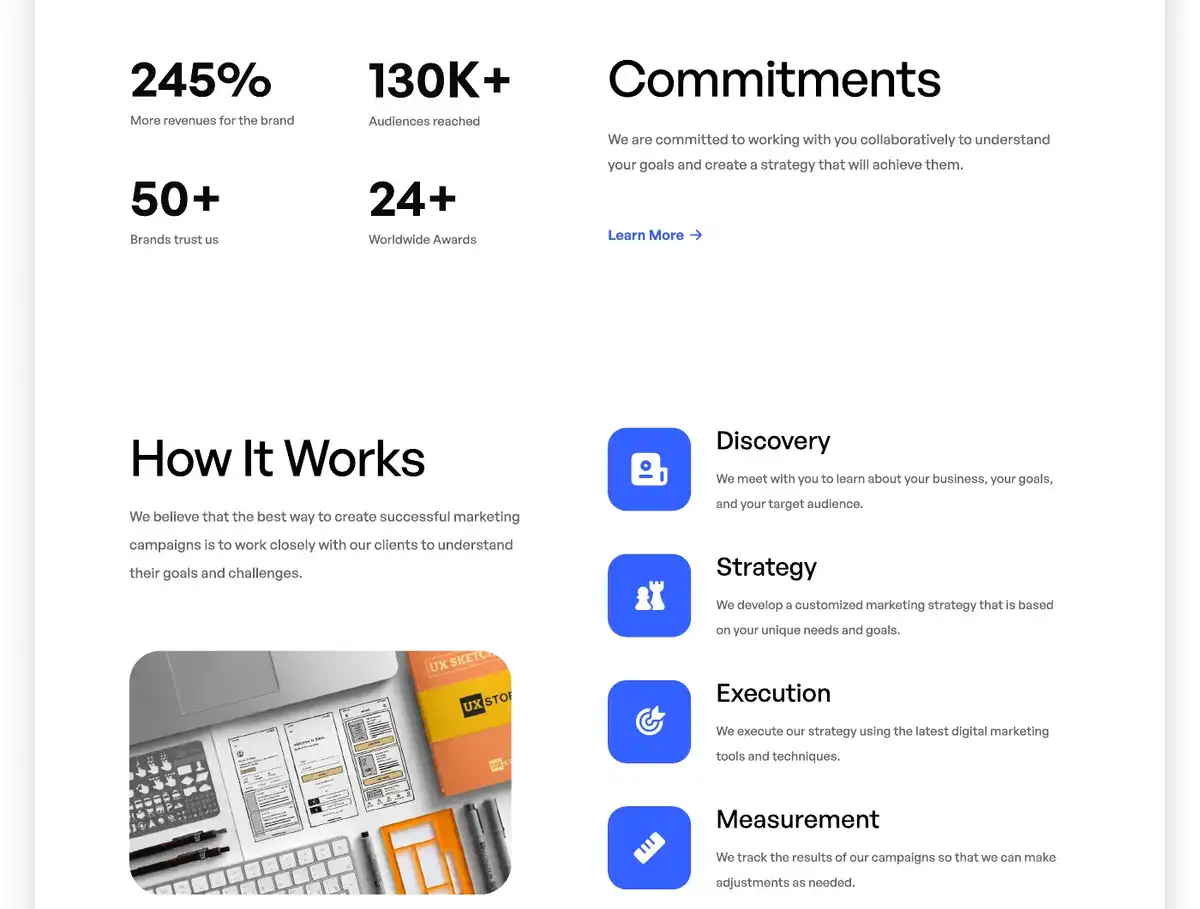 245%
More revenues for the brand
130K+
Audiences reached
50+
Brands trust us
24+
Worldwide Awards
Commitments
We are committed to working with you collaboratively to understand
your goals and create a strategy that will achieve them.
Learn More →
How It Works
We believe that the best way to create successful marketing
campaigns is to work closely with our clients to understand
their goals and challenges.
UX
Discovery
We meet with you to learn about your business, your goals,
and your target audience.
Strategy
We develop a customized marketing strategy that is based
on your unique needs and goals.
Execution
We execute our strategy using the latest digital marketing
tools and techniques.
Measurement
We track the results of our campaigns so that we can make
adjustments as needed.